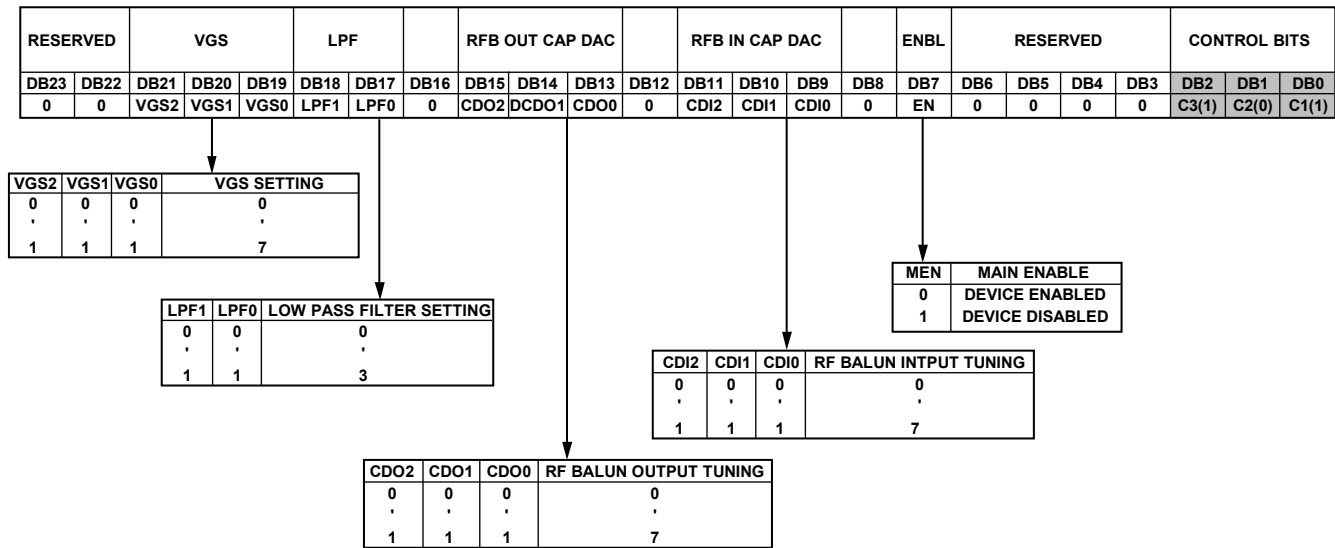 RESERVED VGS LPF RFB OUT CAP DAC RFB IN CAP DAC ENBL RESERVED CONTROL BITS
DB23 DB22 DB21 DB20 DB19 DB18 DB17 DB16 DB15 DB14 DB13 DB12 DB11 DB10 DB9 DB8 DB7 DB6 DB5 DB4 DB3 DB2 DB1 DB0
0 0 VGS2 VGS1 VGS0 LPF1 LPF0 0 CDO2 DCDO1 CDO0 0 CDI2 CDI1 CDI0 0 EN 0 0 0 0 C3(1) C2(0) C1(1)
VGS2 VGS1 VGS0 VGS SETTING
0 0 0 0
' ' ' '
1 1 1 7
MEN MAIN ENABLE
0 DEVICE ENABLED
1 DEVICE DISABLED
LPF1 LPF0 LOW PASS FILTER SETTING
0 0 0
' ' '
1 1 3
CDI2 CDI1 CDI0 RF BALUN INTPUT TUNING
0 0 0 0
' ' ' '
1 1 1 7
CDO2 CDO1 CDO0 RF BALUN OUTPUT TUNING
0 0 0 0
' ' ' '
1 1 1 7